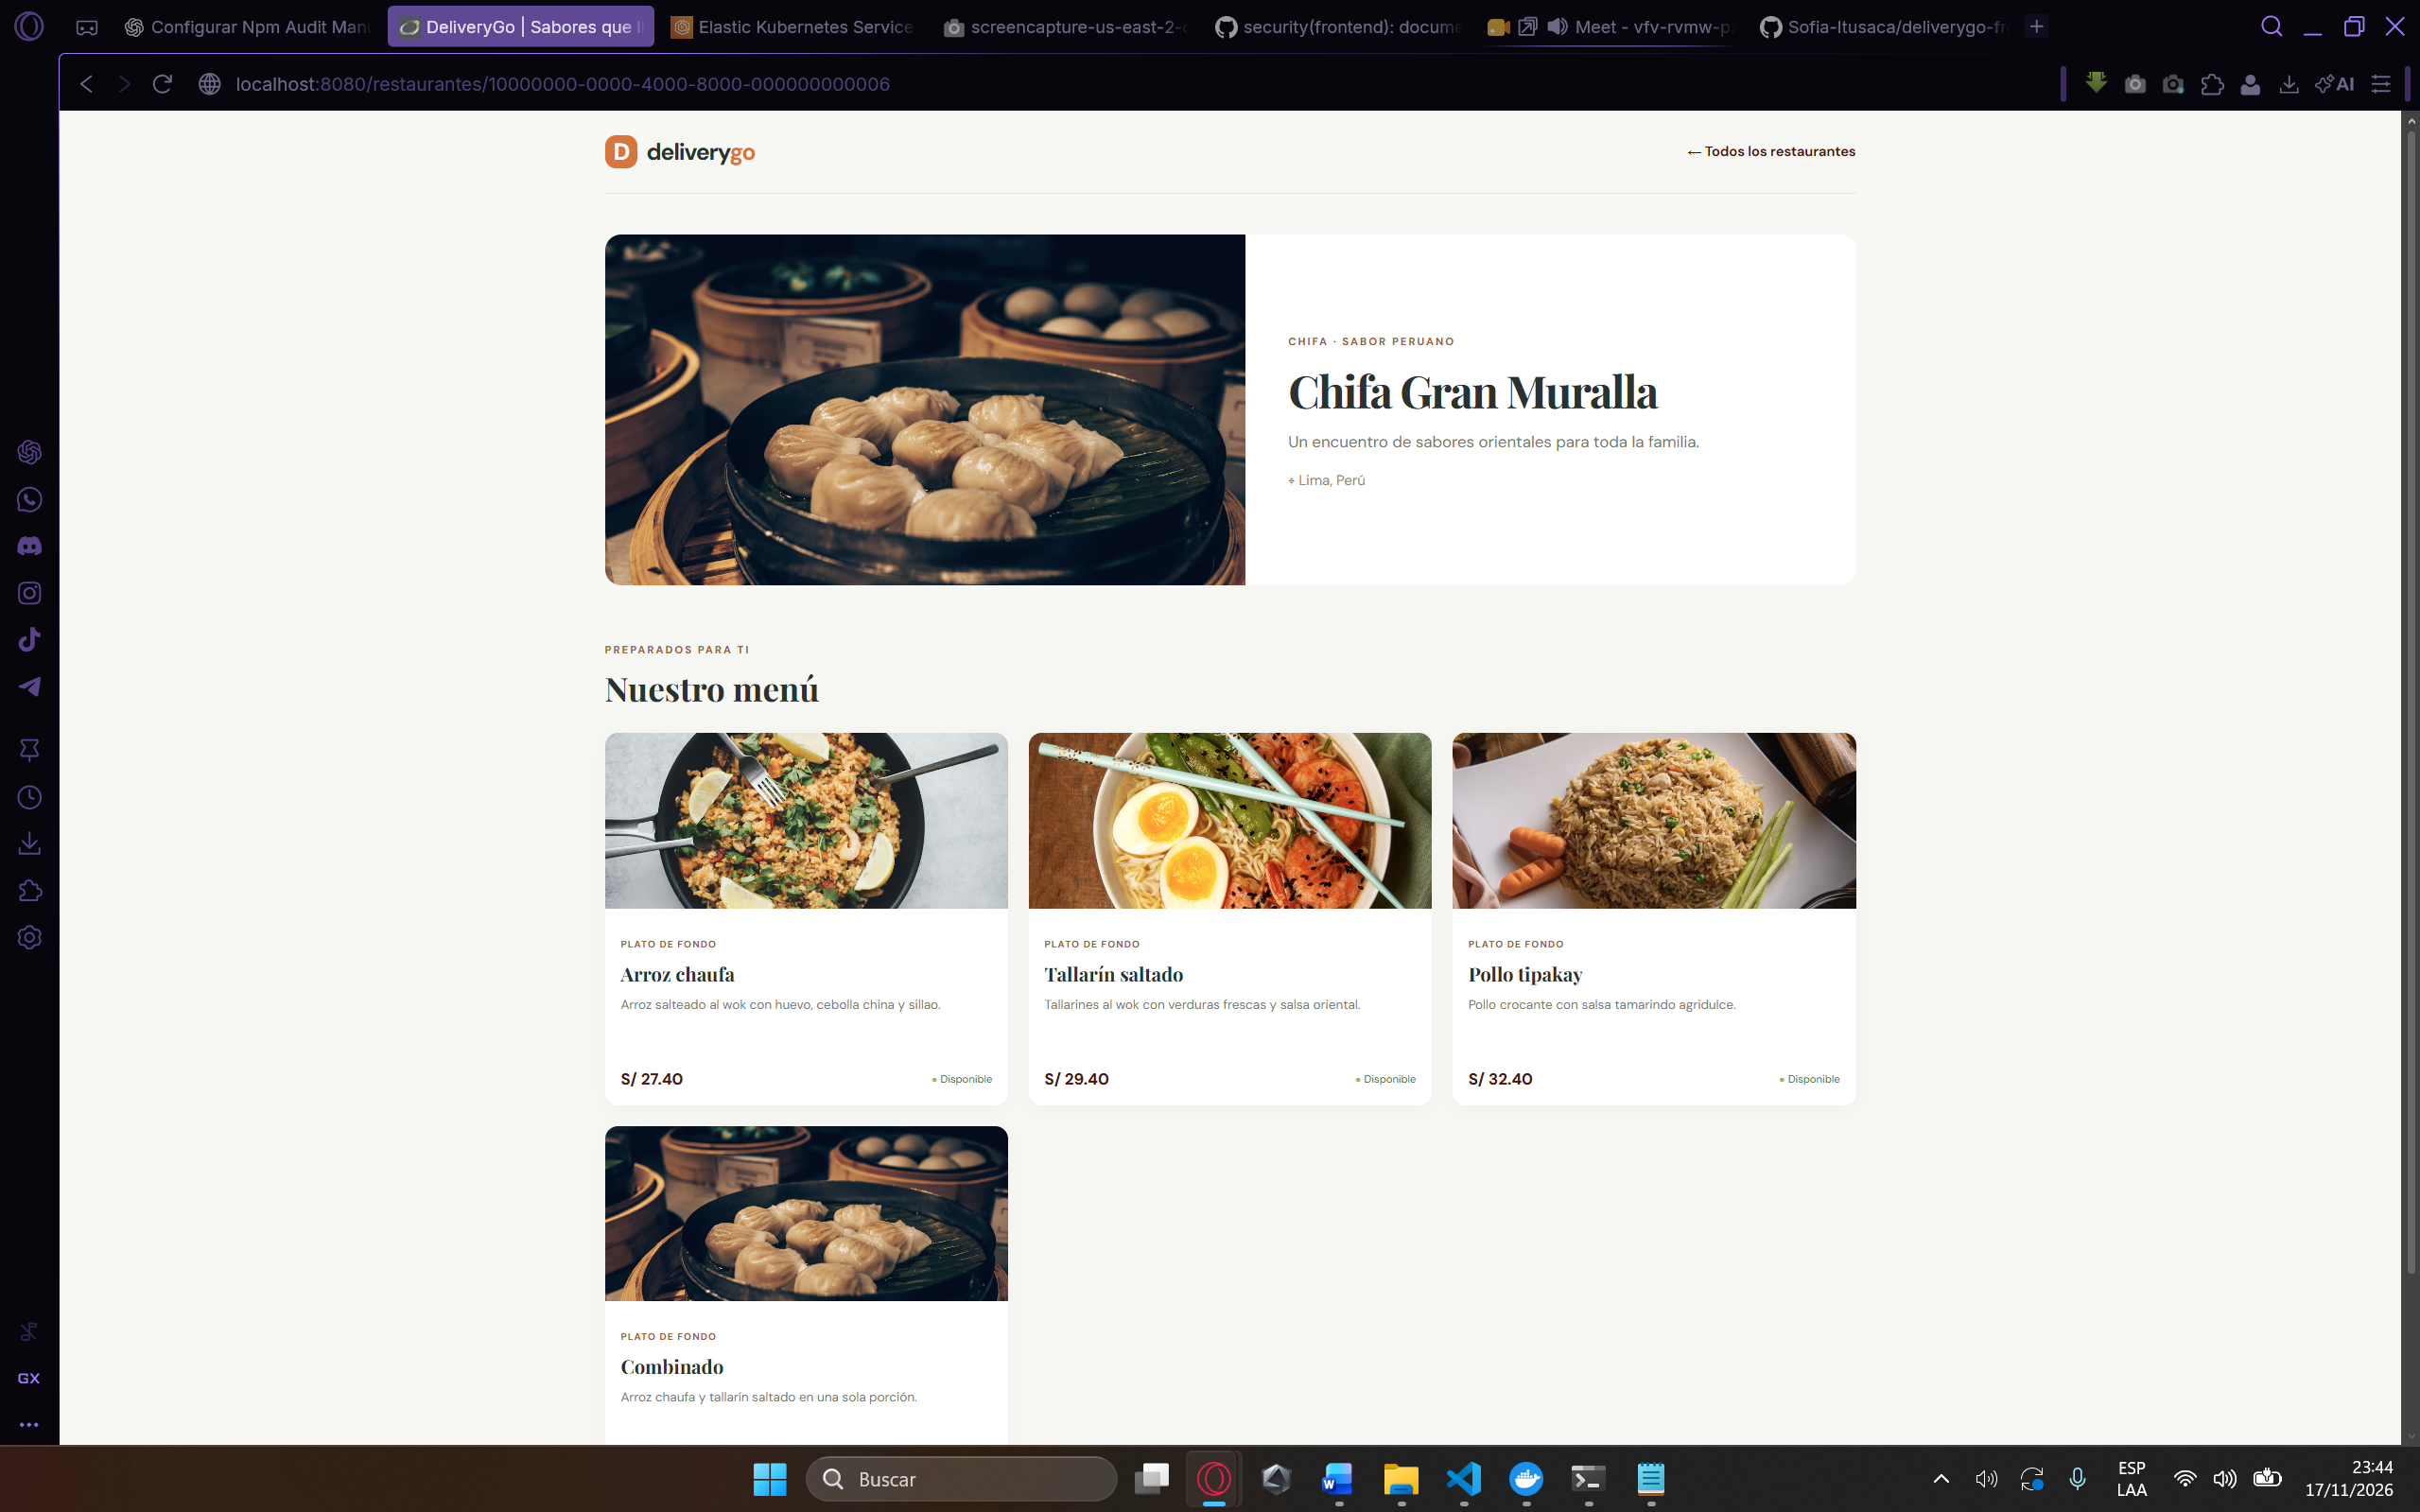 Configurar Npm Audit Man
DeliveryGo | Sabores que ll
Elastic Kubernetes Service
screencapture-us-east-2-c
security(frontend): docume
Meet - vfv-rvmw-p
Sofia-Itusaca/deliverygo-fr
localhost:8080/restaurantes/10000000-0000-4000-8000-000000000006
AI
D deliverygo
← Todos los restaurantes
CHIFA · SABOR PERUANO
Chifa Gran Muralla
Un encuentro de sabores orientales para toda la familia.
⌖ Lima, Perú
PREPARADOS PARA TI
Nuestro menú
PLATO DE FONDO
Arroz chaufa
Arroz salteado al wok con huevo, cebolla china y sillao.
S/ 27.40
• Disponible
PLATO DE FONDO
Tallarín saltado
Tallarines al wok con verduras frescas y salsa oriental.
S/ 29.40
• Disponible
PLATO DE FONDO
Pollo tipakay
Pollo crocante con salsa tamarindo agridulce.
S/ 32.40
• Disponible
PLATO DE FONDO
Combinado
Arroz chaufa y tallarín saltado en una sola porción.
GX
Buscar
ESP
LAA
23:44
17/11/2026